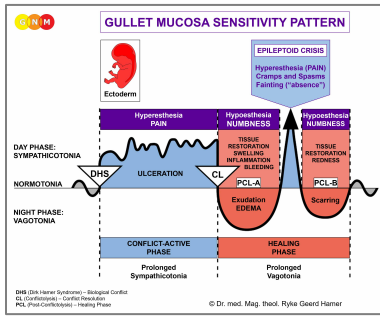 GNM
GULLET MUCOSA SENSITIVITY PATTERN
Ectoderm
EPILEPTOID CRISIS
Hyperesthesia (PAIN)
Cramps and Spasms
Fainting ("absence")
Hyperesthesia
PAIN
Hypoesthesia
NUMBNESS
Hypoesthesia
NUMBNESS
DAY PHASE:
SYMPATHICOTONIA
TISSUE
RESTORATION
SWELLING
INFLAMMATION
BLEEDING
TISSUE
RESTORATION
REDNESS
DHS
ULCERATION
CL
NORMOTONIA
PCL-A
PCL-B
NIGHT PHASE:
VAGOTONIA
Exudation
EDEMA
Scarring
CONFLICT-ACTIVE
PHASE
HEALING
PHASE
Prolonged
Sympathicotonia
Prolonged
Vagotonia
DHS (Dirk Hamer Syndrome) – Biological Conflict
CL (Conflictolysis) – Conflict Resolution
PCL (Post-Conflictolysis) – Healing Phase
© Dr. med. Mag. theol. Ryke Geerd Hamer